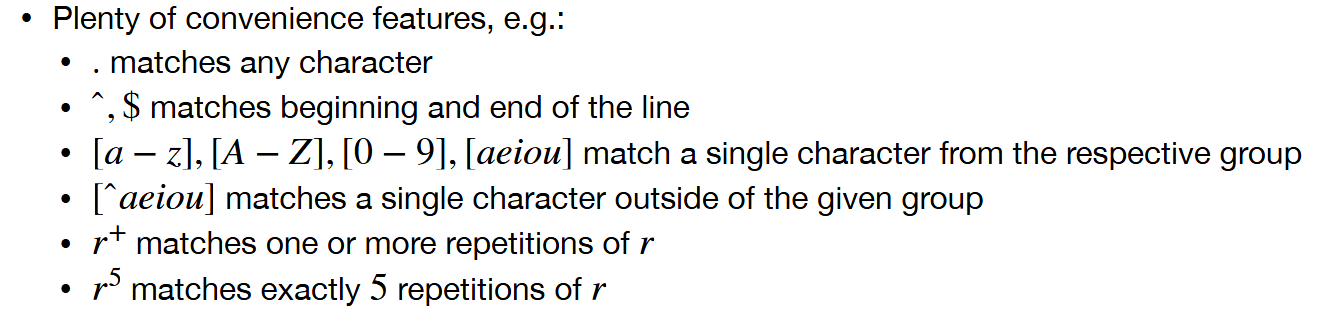 • Plenty of convenience features, e.g.:
• . matches any character
• ^, $ matches beginning and end of the line
• [a − z], [A − Z], [0 − 9], [aeiou] match a single character from the respective group
• [^aeiou] matches a single character outside of the given group
• r⁺ matches one or more repetitions of r
• r⁵ matches exactly 5 repetitions of r